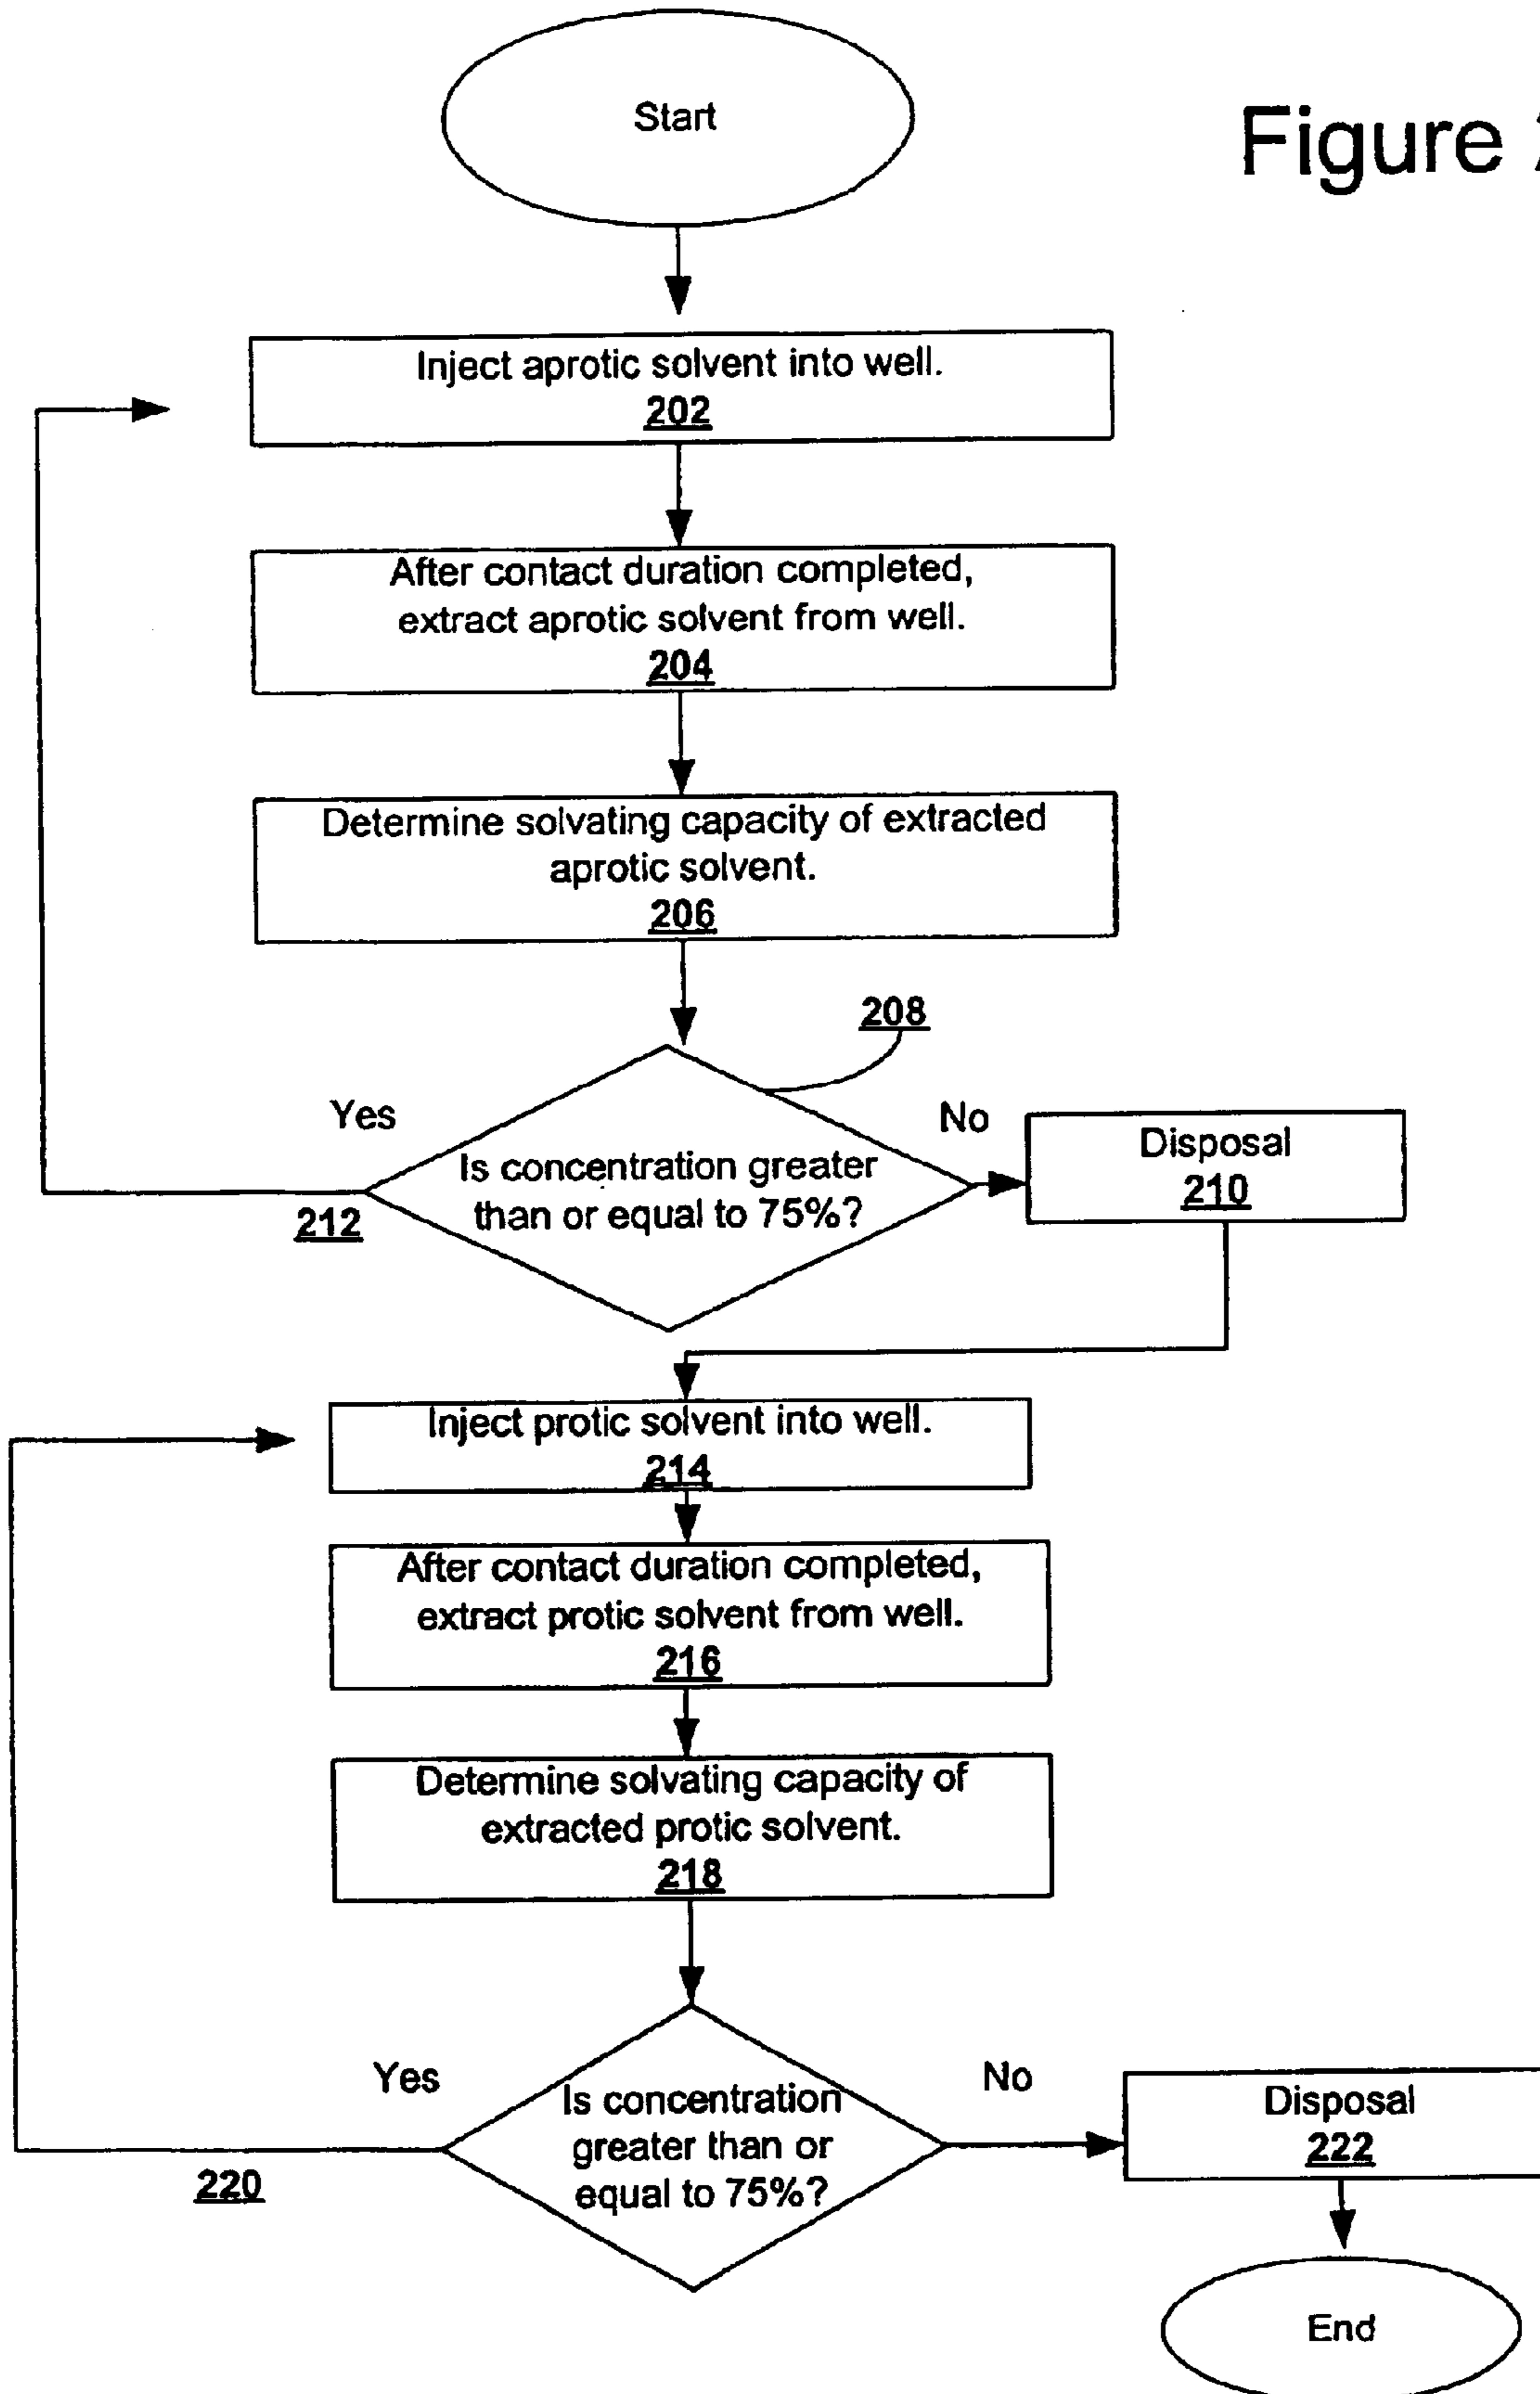 Start
Figure
Inject aprotic solvent into well.
202
After contact duration completed,
extract aprotic solvent from well.
204
Determine solvating capacity of extracted
aprotic solvent.
206
208
Yes
No
Is concentration greater
than or equal to 75%?
212
Disposal
210
Inject protic solvent into well.
214
After contact duration completed,
extract protic solvent from well.
216
Determine solvating capacity of
extracted protic solvent.
218
Yes
No
Is concentration
greater than or
equal to 75%?
220
Disposal
222
End